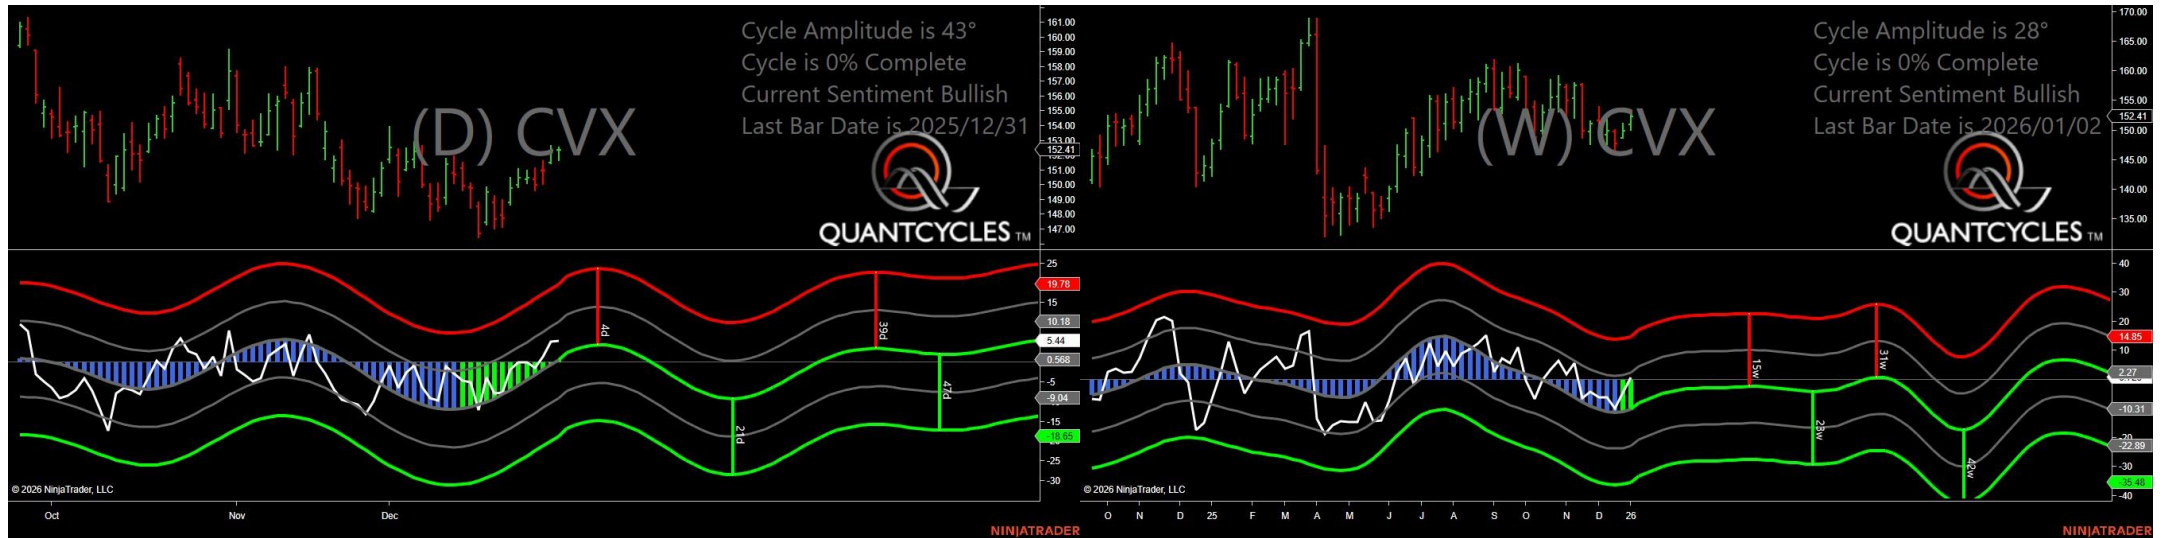 Cycle Amplitude is 43°
Cycle is 0% Complete
Current Sentiment Bullish
Last Bar Date is 2025/12/31
(D) CVX
QUANTCYCLES TM
161.00
160.00
159.00
158.00
157.00
156.00
155.00
154.00
153.00
152.41
151.00
150.00
149.00
148.00
147.00
25
19.78
15
10.18
5.44
0.568
-5
-9.04
-15
-18.65
-25
-30
4d
21d
39d
47d
© 2026 NinjaTrader, LLC
Oct Nov Dec
NINJATRADER
Cycle Amplitude is 28°
Cycle is 0% Complete
Current Sentiment Bullish
Last Bar Date is 2026/01/02
(W) CVX
QUANTCYCLES TM
170.00
165.00
160.00
155.00
152.41
150.00
145.00
140.00
135.00
40
30
20
14.85
10
2.27
-10.31
-20
-22.89
-30
-35.48
-40
15w
23w
31w
42w
© 2026 NinjaTrader, LLC
O N D 25 F M A M J J A S O N D 26
NINJATRADER